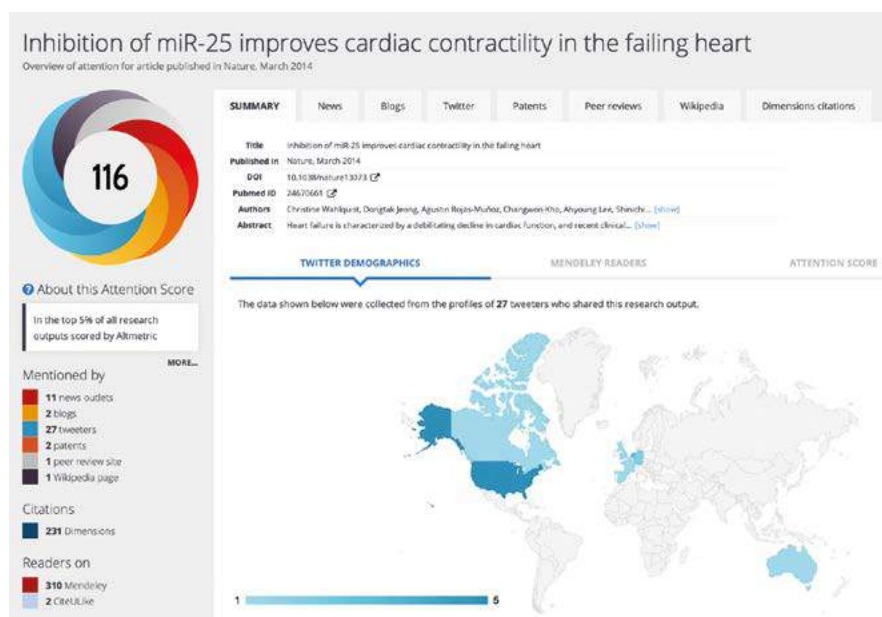 Inhibition of miR-25 improves cardiac contractility in the failing heart
Overview of attention for article published in Nature, March 2014
116
About this Attention Score
In the top 5% of all research
outputs scored by Altmetric
MORE...
Mentioned by
11 news outlets
2 blogs
27 tweeters
2 patents
1 peer review site
1 Wikipedia page
Citations
231 Dimensions
Readers on
310 Mendeley
2 CiteULike
SUMMARY News Blogs Twitter Patents Peer reviews Wikipedia Dimensions citations
Title Inhibition of miR-25 improves cardiac contractility in the failing heart
Published in Nature, March 2014
DOI 10.1038/nature13073
Pubmed ID 24670661
Authors Christine Wahlquist, Dongtak Jeong, Agustin Rojas-Muñoz, Changwon Kho, Ahyoung Lee, Shinichi... [show]
Abstract Heart failure is characterized by a debilitating decline in cardiac function, and recent clinical... [show]
TWITTER DEMOGRAPHICS MENDELEY READERS ATTENTION SCORE
The data shown below were collected from the profiles of 27 tweeters who shared this research output.
1 5